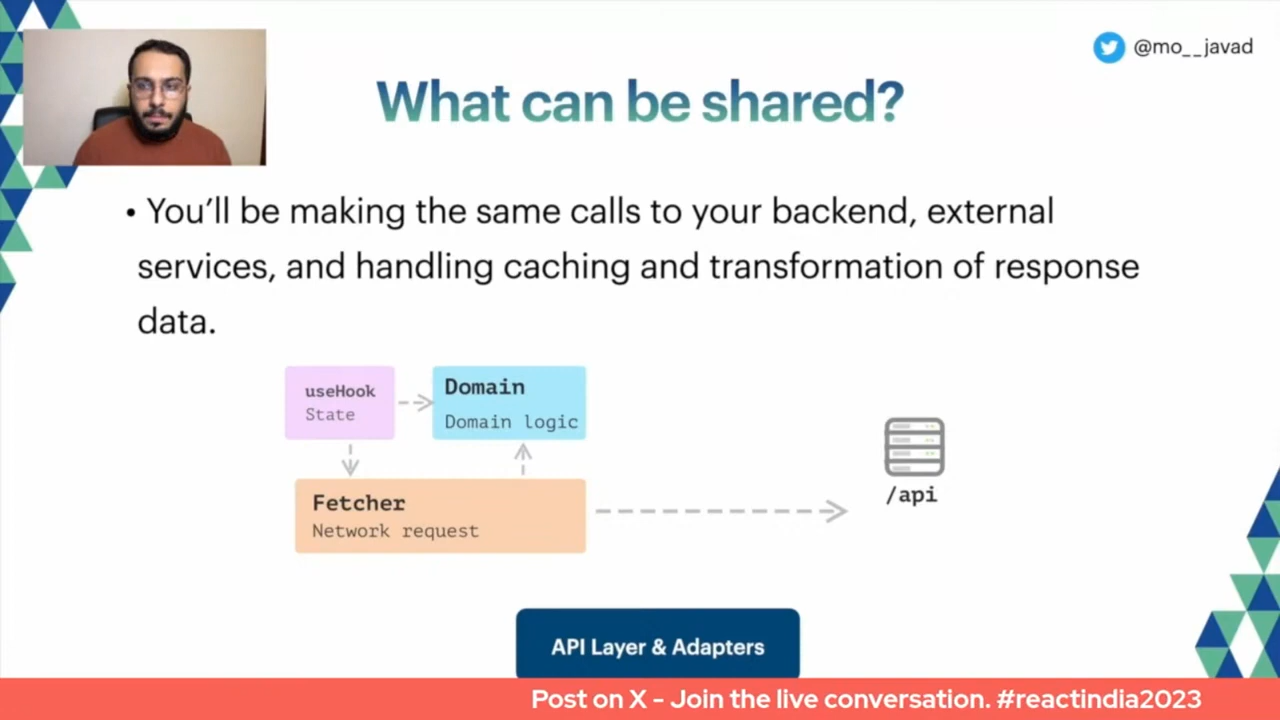 @mo__javad
What can be shared?
• You’ll be making the same calls to your backend, external
services, and handling caching and transformation of response
data.
useHook
State
Domain
Domain logic
Fetcher
Network request
/api
API Layer & Adapters
Post on X - Join the live conversation. #reactindia2023